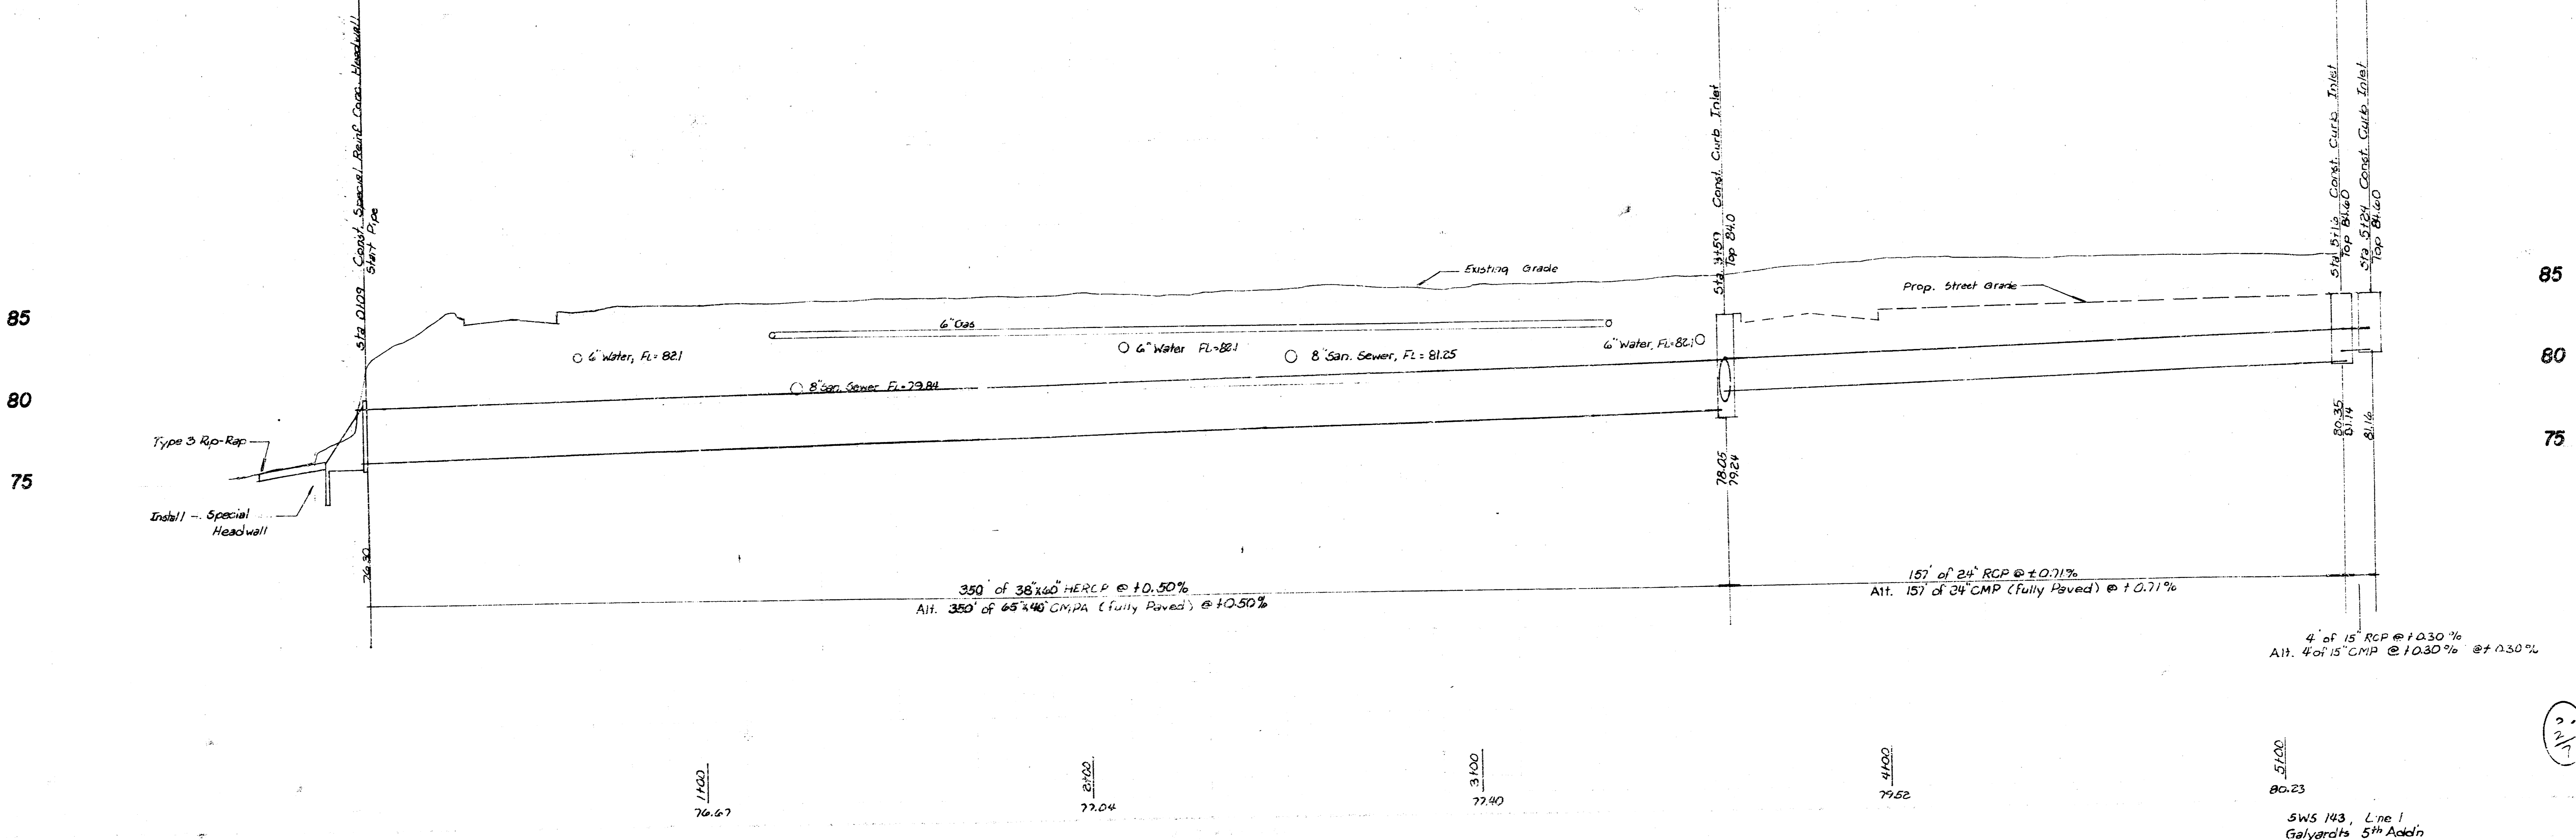 Sta 0+09 Const. Special Reinf Conc. Headwall
Start Pipe
Sta 3+59 Const. Curb Inlet
Top 84.0
Sta 5+16 Const. Curb Inlet
Top 84.60
Sta 5+24 Const. Curb Inlet
Top 84.60
Existing Grade
Prop. Street Grade
85
85
6" Gas
6" Water, FL= 82.1
6" Water FL=82.1
8" San. Sewer, FL = 81.25
6" Water, FL=82.1
80
8" San. Sewer FL=79.84
80
Type 3 Rip-Rap
75
75
Install - Special
Headwall
76.30
78.05
79.24
80.35
81.14
81.16
350' of 38"x60" HERCP @ +0.50%
Alt. 350' of 65"x40" CMPA (fully Paved) @ +0.50%
157' of 24" RCP @ +0.71%
Alt. 157' of 24" CMP (fully Paved) @ +0.71%
4' of 15" RCP @ +0.30%
Alt. 4' of 15" CMP @ +0.30% @+0.30%
1+00
76.67
2+00
77.04
3+00
77.40
4+00
79.52
5+00
80.23
SWS 143, Line 1
Galyardts 5th Addn